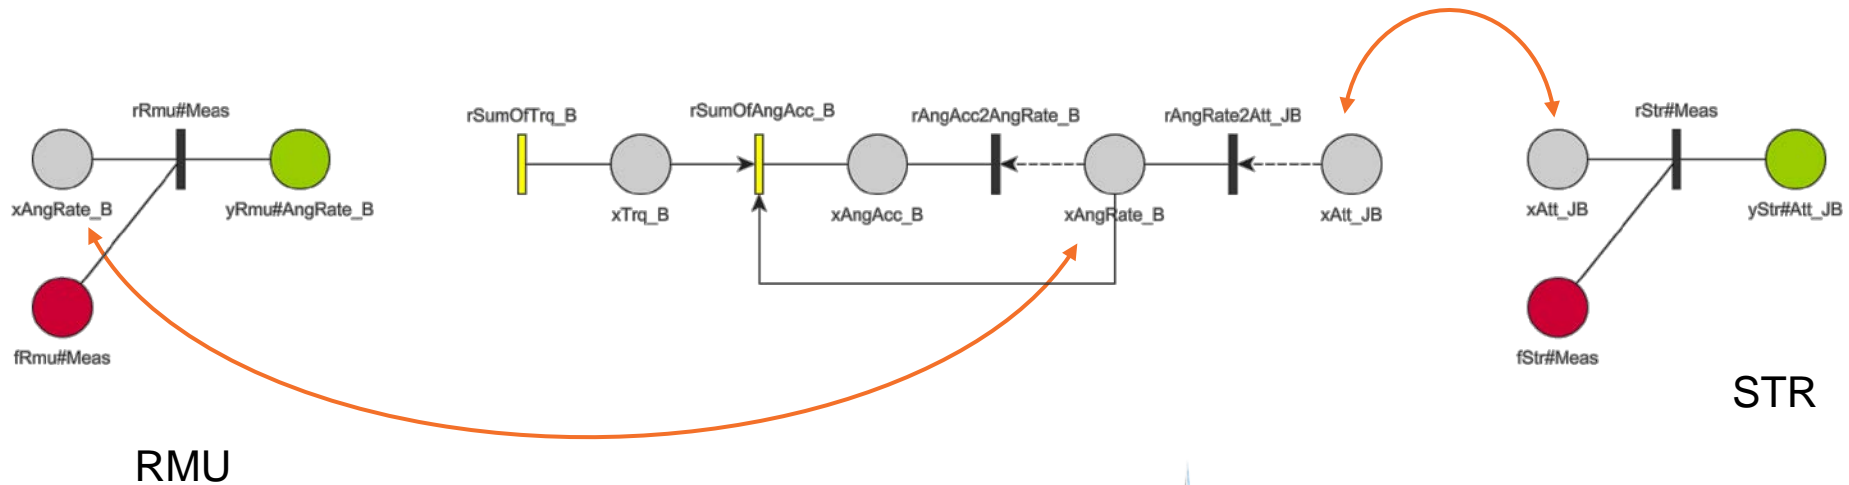 rRmu#Meas
xAngRate_B
yRmu#AngRate_B
fRmu#Meas
RMU
rSumOfTrq_B
rSumOfAngAcc_B
rAngAcc2AngRate_B
rAngRate2Att_JB
xTrq_B
xAngAcc_B
xAngRate_B
xAtt_JB
rStr#Meas
xAtt_JB
yStr#Att_JB
fStr#Meas
STR